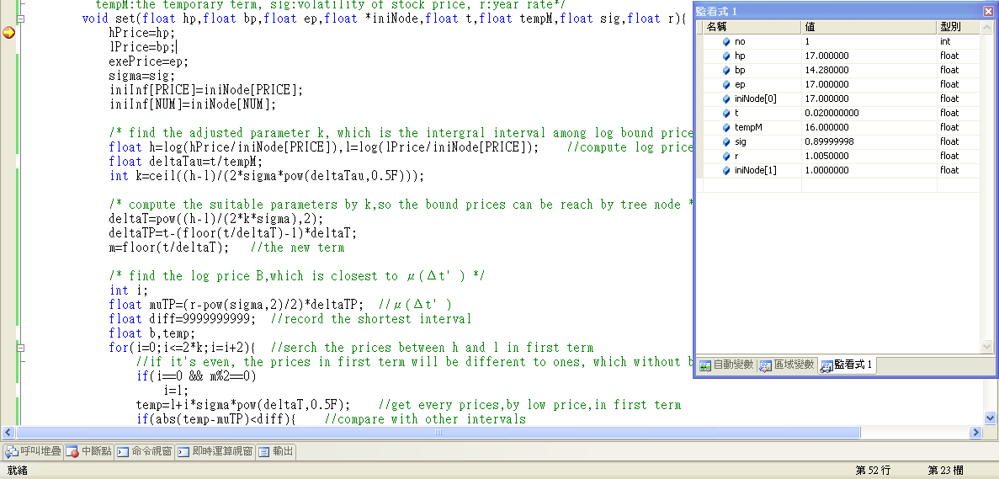 tempM:the temporary term, sig:volatility of stock price, r:year rate*/
void set(float hp,float bp,float ep,float *iniNode,float t,float tempM,float sig,float r){
hPrice=hp;
lPrice=bp;
exePrice=ep;
sigma=sig;
iniInf[PRICE]=iniNode[PRICE];
iniInf[NUM]=iniNode[NUM];
/* find the adjusted parameter k, which is the intergral interval among log bound price
float h=log(hPrice/iniNode[PRICE]),l=log(lPrice/iniNode[PRICE]); //compute log price
float deltaTau=t/tempM;
int k=ceil((h-l)/(2*sigma*pow(deltaTau,0.5F)));
/* compute the suitable parameters by k,so the bound prices can be reach by tree node *
deltaT=pow((h-l)/(2*k*sigma),2);
deltaTP=t-(floor(t/deltaT)-1)*deltaT;
m=floor(t/deltaT); //the new term
/* find the log price B,which is closest to μ(Δt' ) */
int i;
float muTP=(r-pow(sigma,2)/2)*deltaTP; //μ(Δt' )
float diff=9999999999; //record the shortest interval
float b,temp;
for(i=0;i<=2*k;i=i+2){ //serch the prices between h and l in first term
//if it's even, the prices in first term will be different to ones, which without b
if(i==0 && m%2==0)
i=1;
temp=l+i*sigma*pow(deltaT,0.5F); //get every prices,by low price,in first term
if(abs(temp-muTP)<diff){ //compare with other intervals
監看式 1
名稱 值 型別
no 1 int
hp 17.000000 float
bp 14.280000 float
ep 17.000000 float
iniNode[0] 17.000000 float
t 0.020000000 float
tempM 16.000000 float
sig 0.89999998 float
r 1.0050000 float
iniNode[1] 1.0000000 float
自動變數 區域變數 監看式 1
呼叫堆疊 中斷點 命令視窗 即時運算視窗 輸出
就緒 第 52 行 第 23 欄